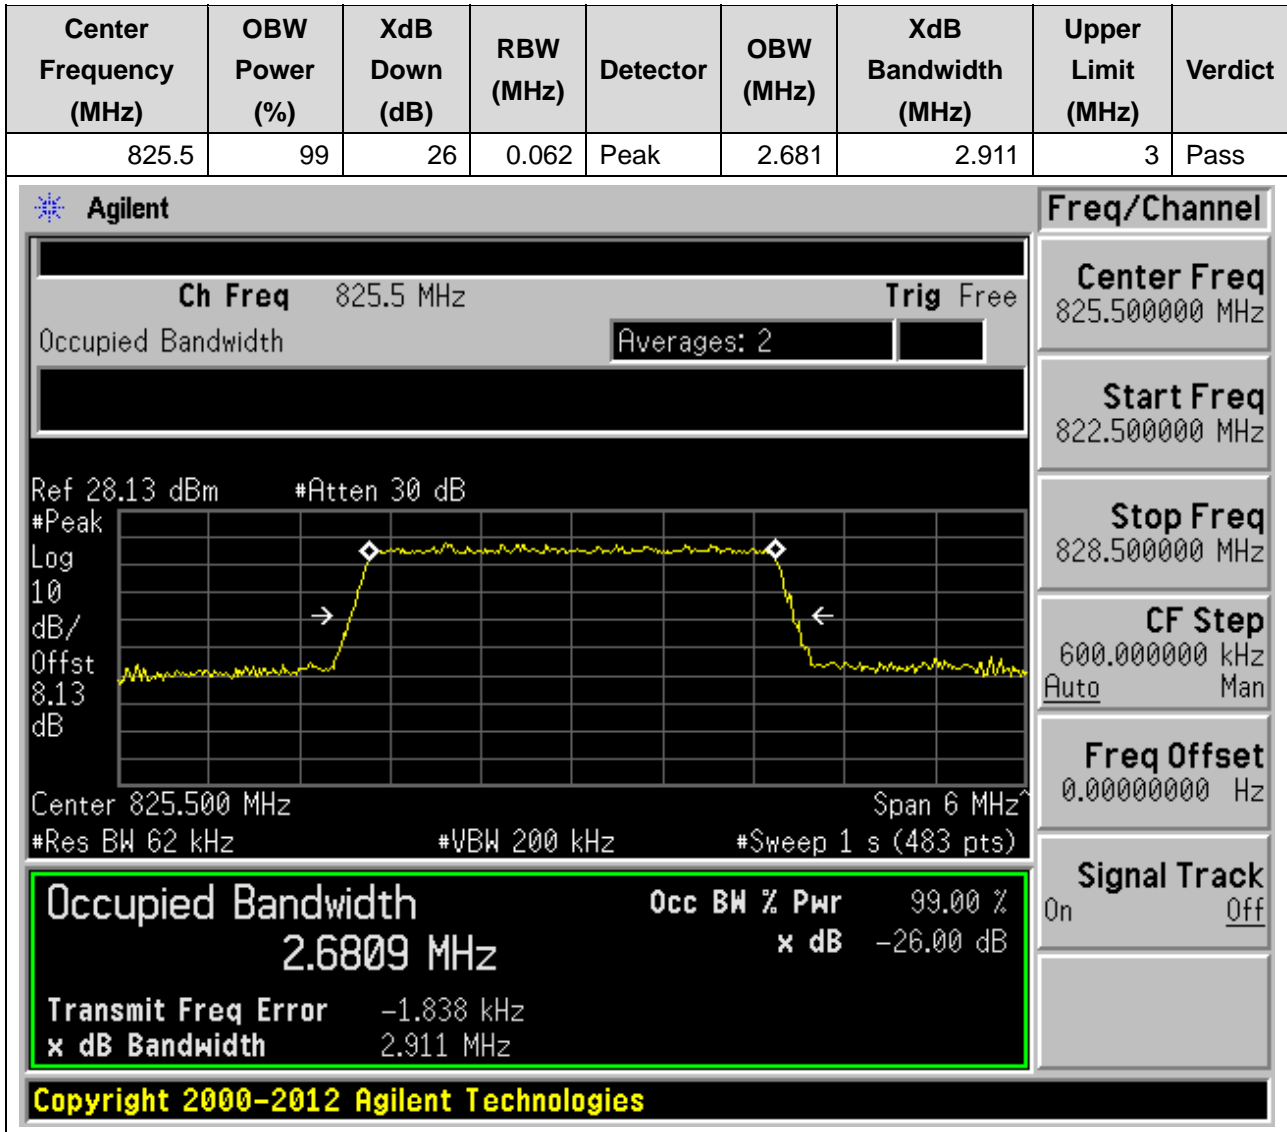 Center Frequency (MHz) OBW Power (%) XdB Down (dB) RBW (MHz) Detector OBW (MHz) XdB Bandwidth (MHz) Upper Limit (MHz) Verdict
825.5 99 26 0.062 Peak 2.681 2.911 3 Pass
Agilent
Freq/Channel
Ch Freq 825.5 MHz Trig Free
Occupied Bandwidth Averages: 2
Center Freq
825.500000 MHz
Start Freq
822.500000 MHz
Stop Freq
828.500000 MHz
CF Step
600.000000 kHz
Auto Man
Freq Offset
0.00000000 Hz
Signal Track
On Off
Ref 28.13 dBm #Atten 30 dB
#Peak
Log
10
dB/
Offst
8.13
dB
Center 825.500 MHz Span 6 MHz^
#Res BW 62 kHz #VBW 200 kHz #Sweep 1 s (483 pts)
Occupied Bandwidth Occ BW % Pwr 99.00 %
2.6809 MHz x dB -26.00 dB
Transmit Freq Error -1.838 kHz
x dB Bandwidth 2.911 MHz
Copyright 2000-2012 Agilent Technologies